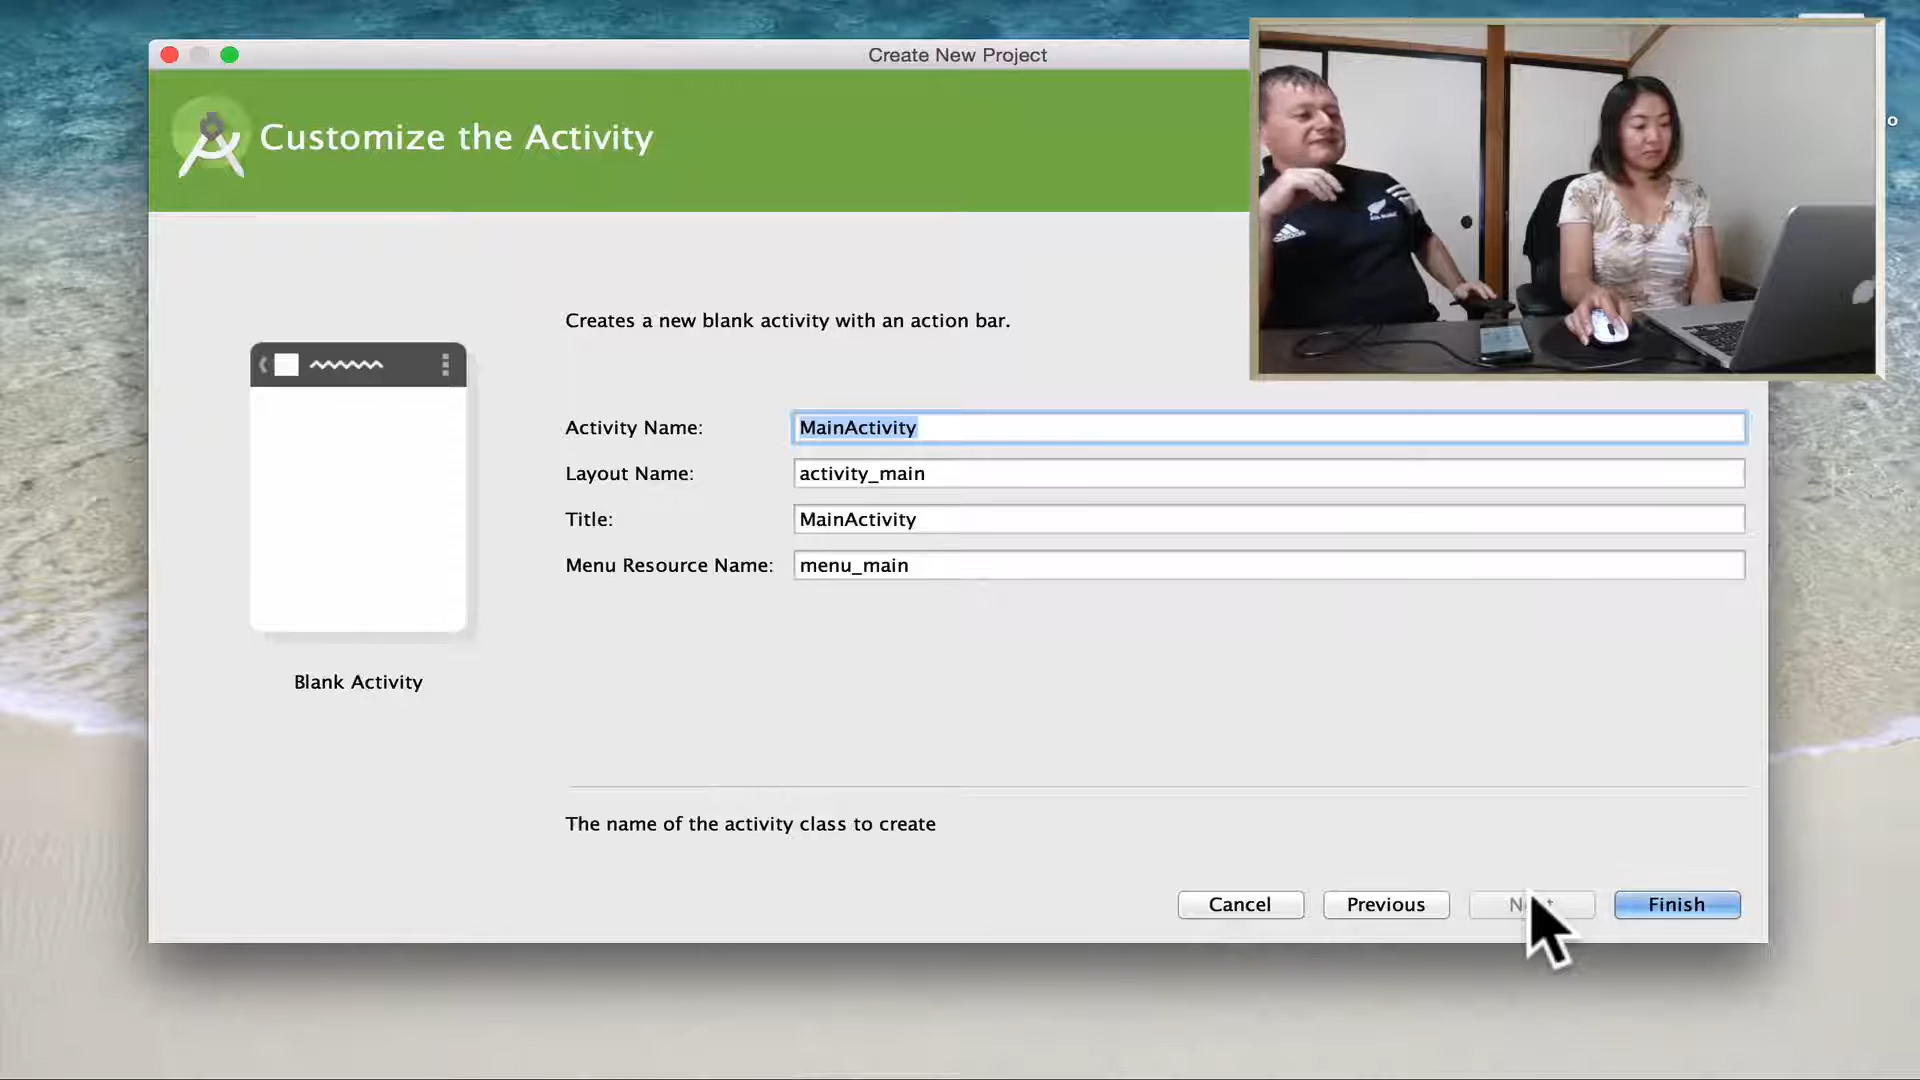 Create New Project
Customize the Activity
Creates a new blank activity with an action bar.
Activity Name: MainActivity
Layout Name: activity_main
Title: MainActivity
Menu Resource Name: menu_main
Blank Activity
The name of the activity class to create
Cancel Previous Next Finish
adidas